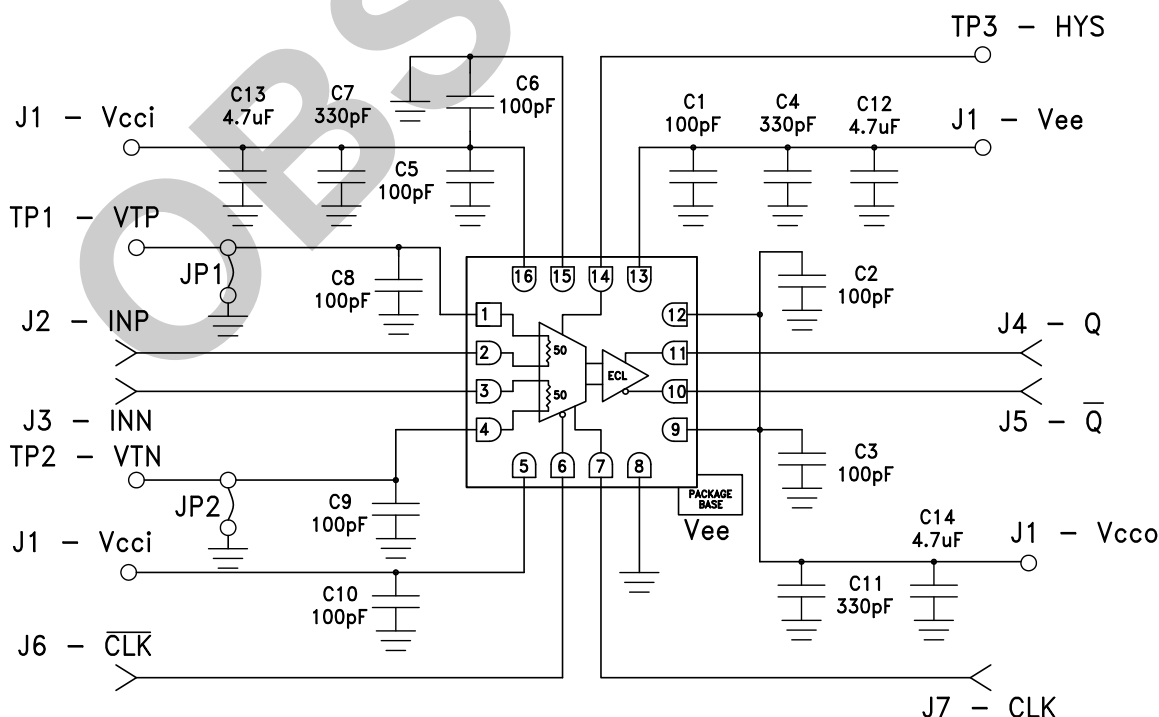 TP3 - HYS
C6
100pF
C13
4.7uF
C7
330pF
C1
100pF
C4
330pF
C12
4.7uF
J1 - Vcci
J1 - Vee
C5
100pF
TP1 - VTP
JP1
C8
100pF
16
15
14
13
C2
100pF
J2 - INP
1
12
J4 - Q
2
50
11
ECL
3
50
10
J3 - INN
J5 - Q̅
4
9
TP2 - VTN
C3
100pF
5
6
7
8
JP2
C9
100pF
PACKAGE
BASE
Vee
C14
4.7uF
J1 - Vcci
J1 - Vcco
C10
100pF
C11
330pF
J6 - C̅L̅K̅
J7 - CLK
OBS